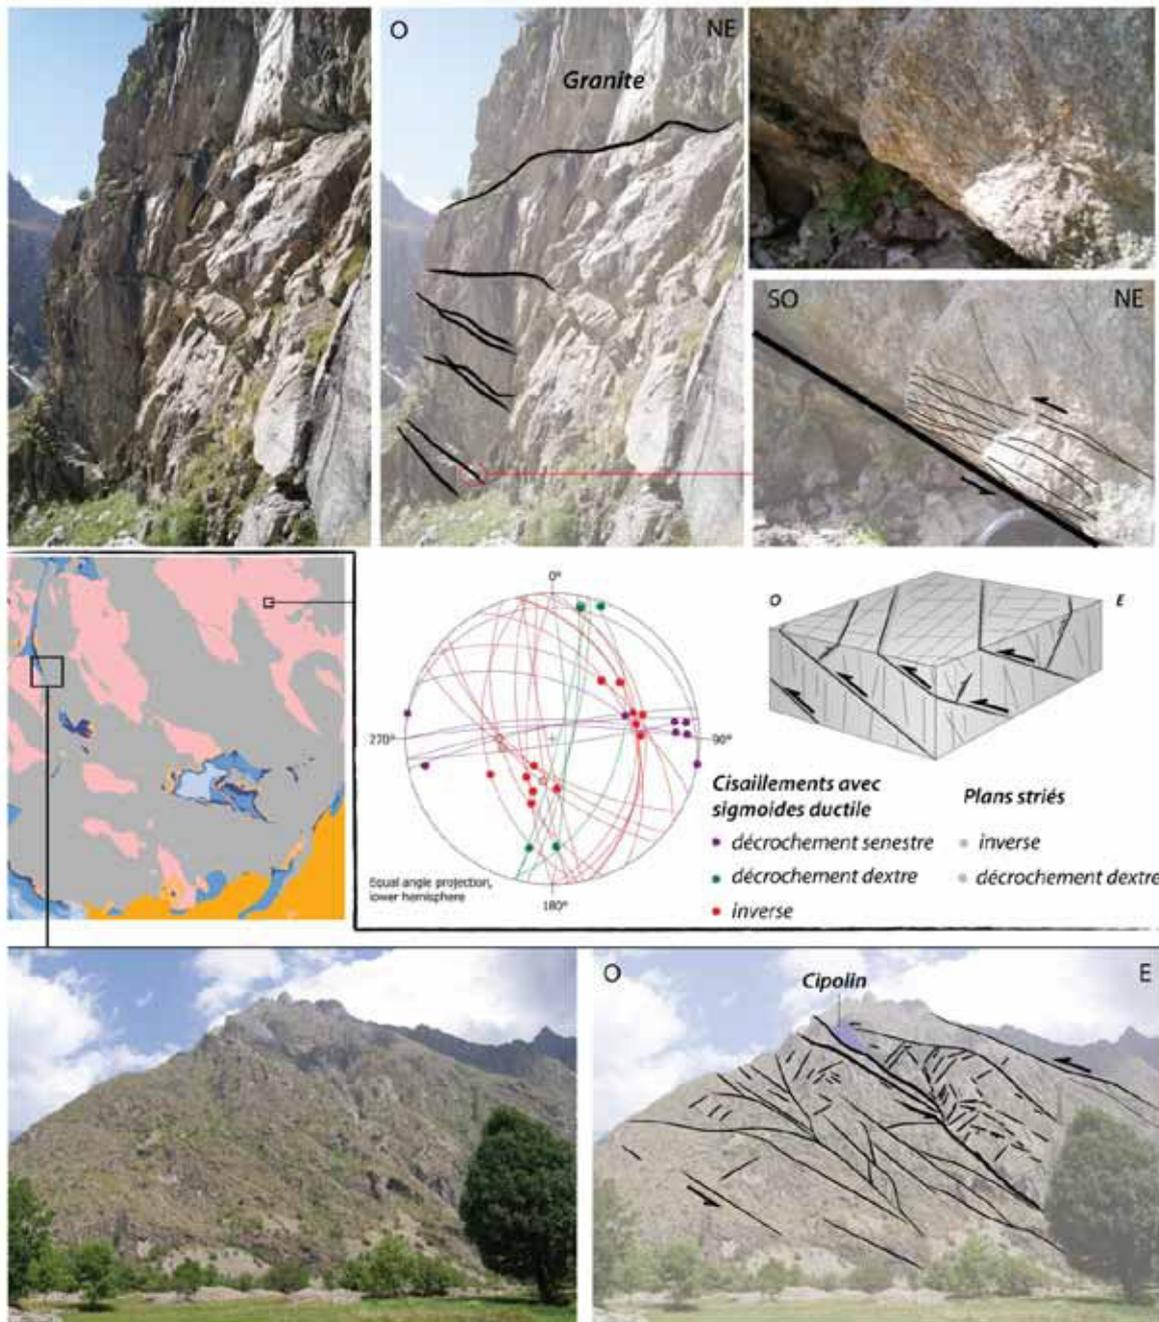 O NE
Granite
SO NE
0°
270°
90°
180°
Equal angle projection,
lower hemisphere
O E
Cisaillements avec
sigmoides ductile
décrochement senestre
décrochement dextre
inverse
Plans striés
inverse
décrochement dextre
O E
Cipolin